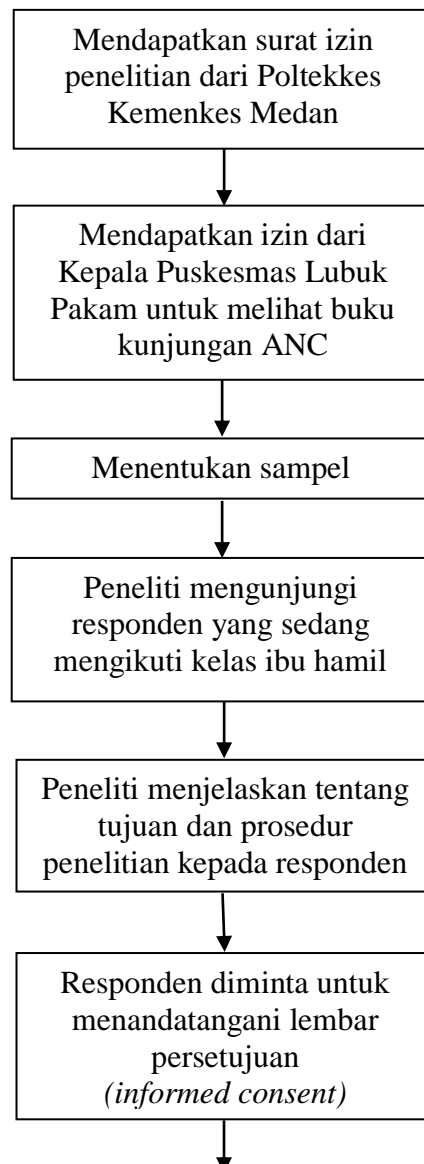 Mendapatkan surat izin
penelitian dari Poltekkes
Kemenkes Medan
Mendapatkan izin dari
Kepala Puskesmas Lubuk
Pakam untuk melihat buku
kunjungan ANC
Menentukan sampel
Peneliti mengunjungi
responden yang sedang
mengikuti kelas ibu hamil
Peneliti menjelaskan tentang
tujuan dan prosedur
penelitian kepada responden
Responden diminta untuk
menandatangani lembar
persetujuan
(informed consent)